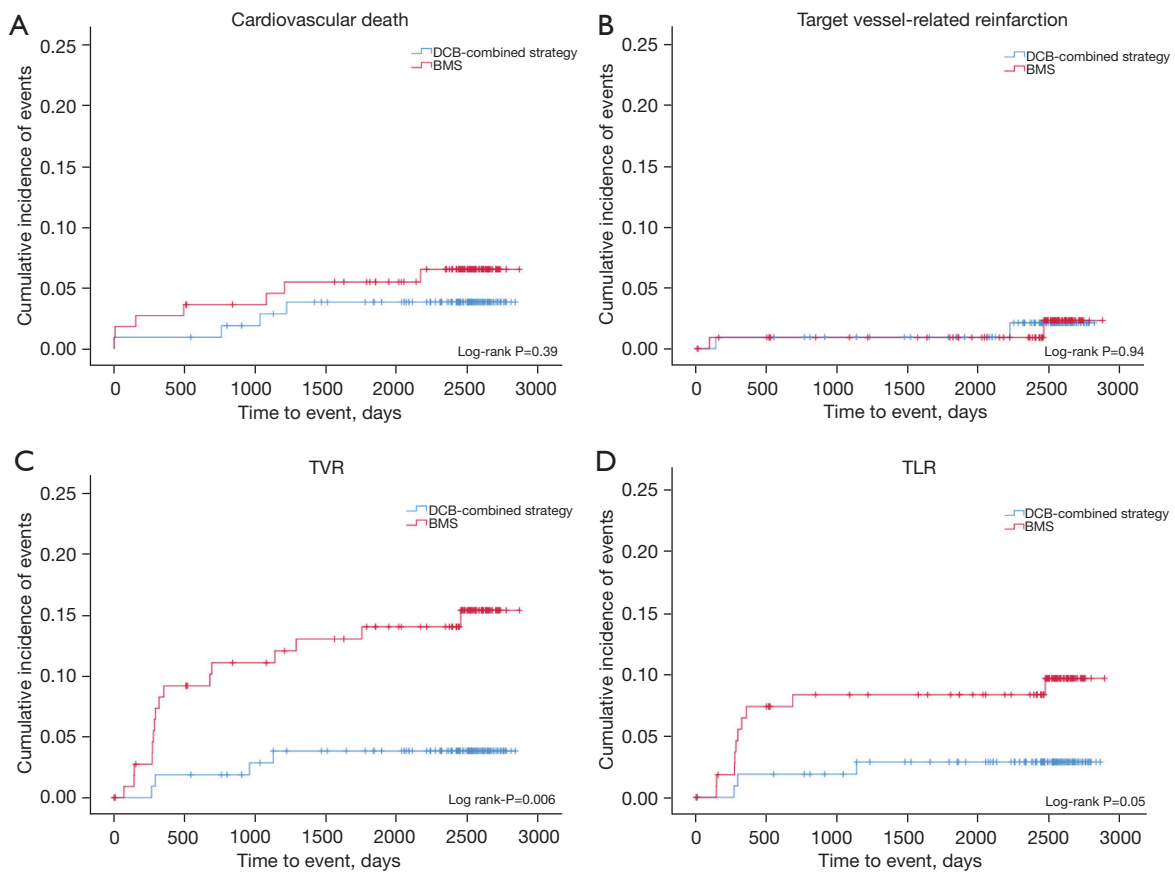 A
Cardiovascular death
Cumulative incidence of events
0.25
0.20
0.15
0.10
0.05
0.00
DCB-combined strategy
BMS
Log-rank P=0.39
0 500 1000 1500 2000 2500 3000
Time to event, days
B
Target vessel-related reinfarction
Cumulative incidence of events
0.25
0.20
0.15
0.10
0.05
0.00
DCB-combined strategy
BMS
Log-rank P=0.94
0 500 1000 1500 2000 2500 3000
Time to event, days
C
TVR
Cumulative incidence of events
0.25
0.20
0.15
0.10
0.05
0.00
DCB-combined strategy
BMS
Log rank-P=0.006
0 500 1000 1500 2000 2500 3000
Time to event, days
D
TLR
Cumulative incidence of events
0.25
0.20
0.15
0.10
0.05
0.00
DCB-combined strategy
BMS
Log-rank P=0.05
0 500 1000 1500 2000 2500 3000
Time to event, days